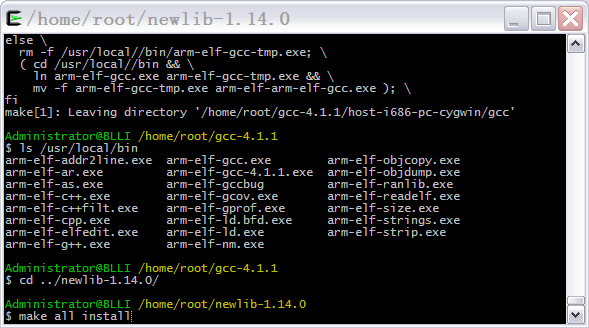 /home/root/newlib-1.14.0
else \
rm -f /usr/local//bin/arm-elf-gcc-tmp.exe; \
( cd /usr/local//bin && \
ln arm-elf-gcc.exe arm-elf-gcc-tmp.exe && \
mv -f arm-elf-gcc-tmp.exe arm-elf-arm-elf-gcc.exe ); \
fi
make[1]: Leaving directory '/home/root/gcc-4.1.1/host-i686-pc-cygwin/gcc'
Administrator@BLLI /home/root/gcc-4.1.1
$ ls /usr/local/bin
arm-elf-addr2line.exe arm-elf-gcc.exe arm-elf-objcopy.exe
arm-elf-ar.exe arm-elf-gcc-4.1.1.exe arm-elf-objdump.exe
arm-elf-as.exe arm-elf-gccbug arm-elf-ranlib.exe
arm-elf-c++.exe arm-elf-gcov.exe arm-elf-readelf.exe
arm-elf-c++filt.exe arm-elf-gprof.exe arm-elf-size.exe
arm-elf-cpp.exe arm-elf-ld.bfd.exe arm-elf-strings.exe
arm-elf-elfedit.exe arm-elf-ld.exe arm-elf-strip.exe
arm-elf-g++.exe arm-elf-nm.exe
Administrator@BLLI /home/root/gcc-4.1.1
$ cd ../newlib-1.14.0/
Administrator@BLLI /home/root/newlib-1.14.0
$ make all install